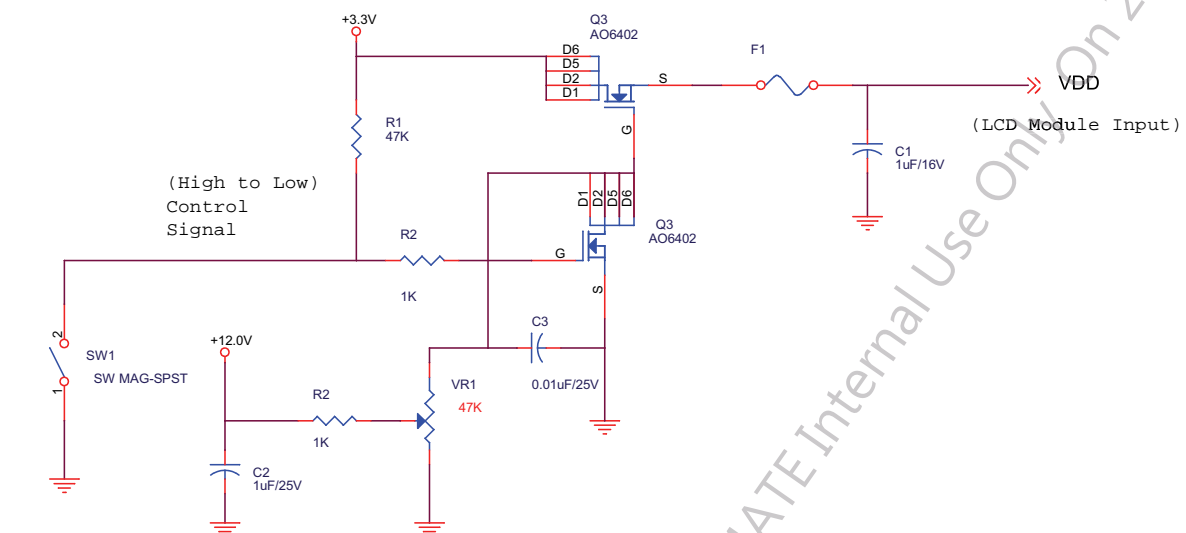 +3.3V
Q3
AO6402
D6
D5
D2
D1
S
G
F1
VDD
(LCD Module Input)
R1
47K
C1
1uF/16V
(High to Low)
Control
Signal
D1
D2
D5
D6
Q3
AO6402
R2
1K
G
S
2
SW1
SW MAG-SPST
1
+12.0V
C3
0.01uF/25V
R2
1K
VR1
47K
C2
1uF/25V
Internal Use Only